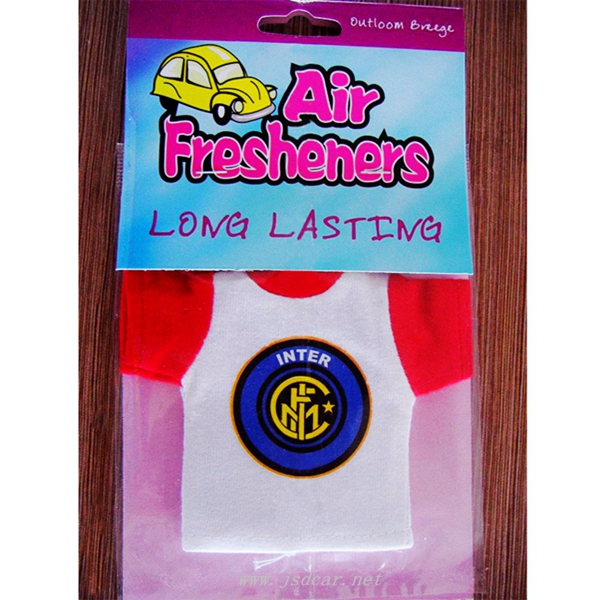 Outloom Breege
Air
Fresheners
LONG LASTING
INTER
www.jsdcar.net